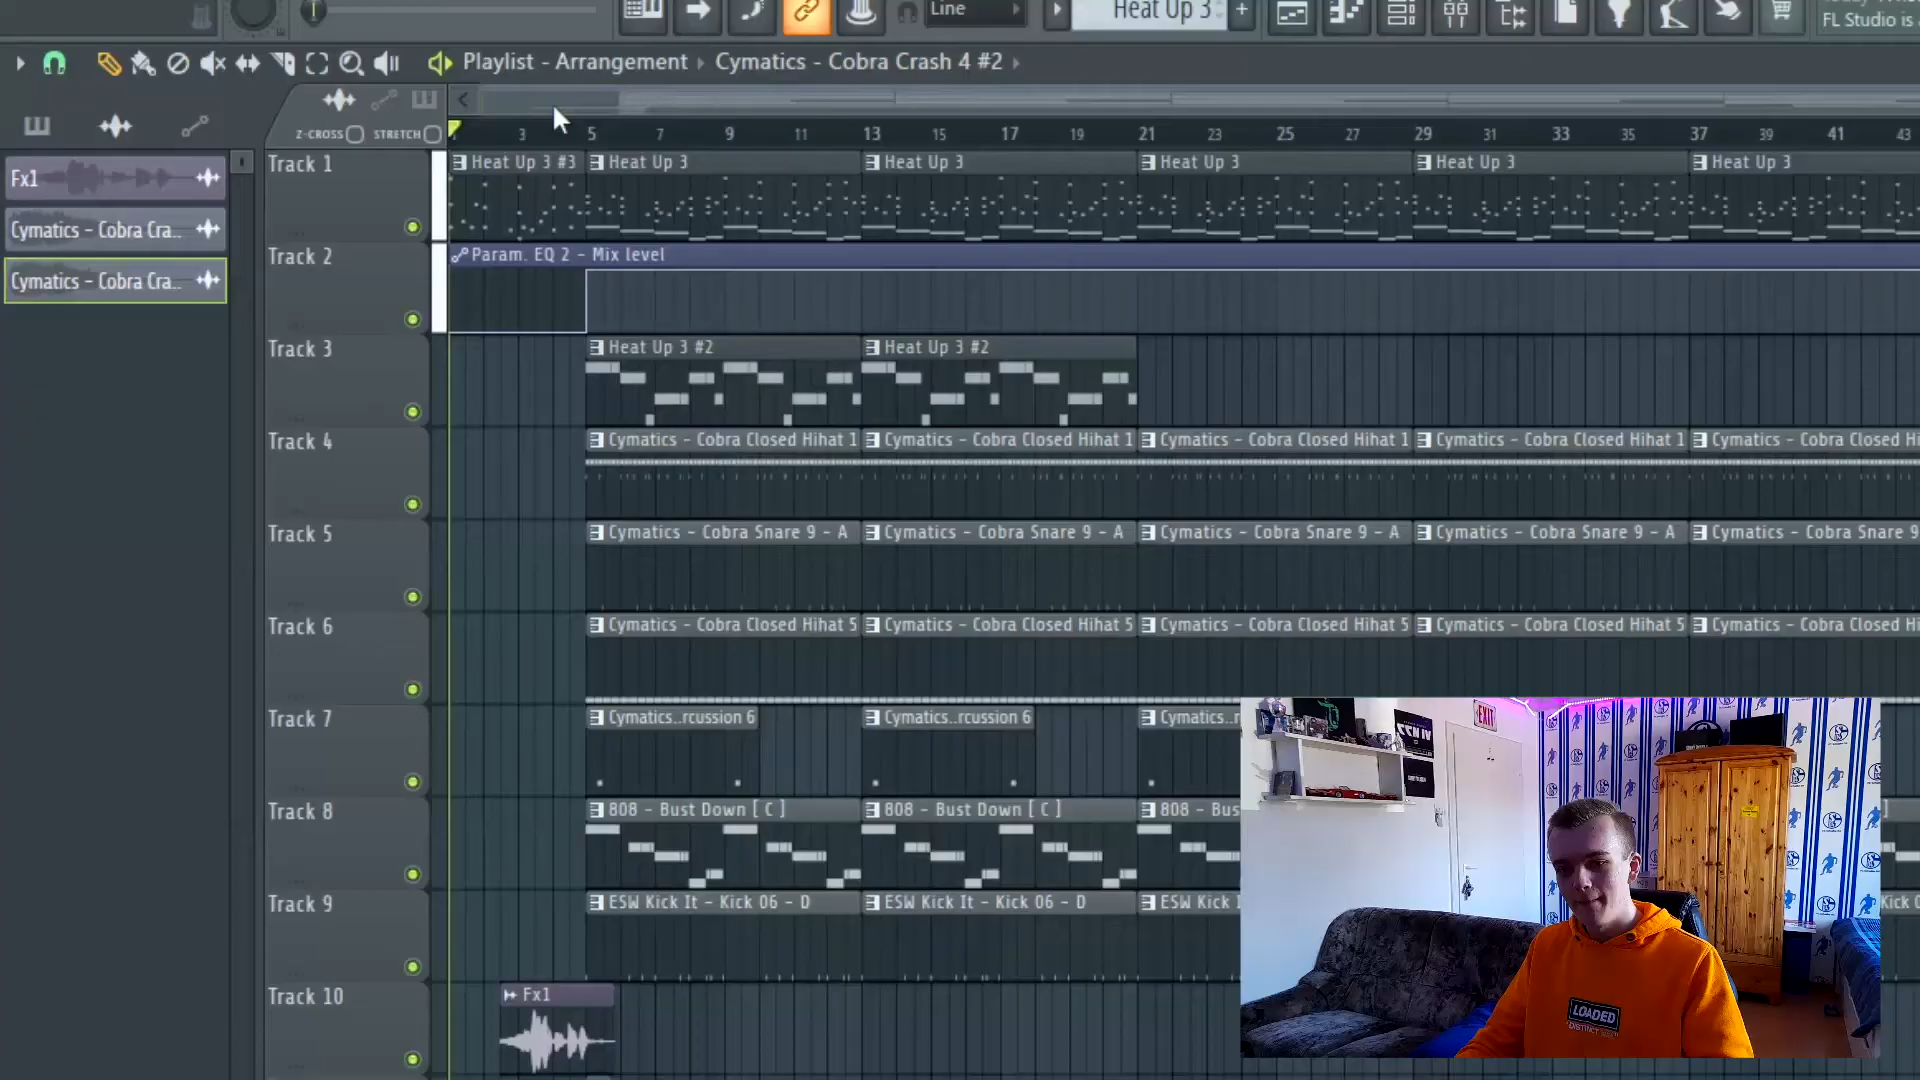 Line
Heat Up 3
+
FL Studio is
Playlist - Arrangement › Cymatics - Cobra Crash 4 #2 ›
Z-CROSS STRETCH
3 5 7 9 11 13 15 17 19 21 23 25 27 29 31 33 35 37 39 41 43
Fx1
Cymatics - Cobra Cra..
Cymatics - Cobra Cra..
Track 1
Heat Up 3 #3 Heat Up 3 Heat Up 3 Heat Up 3 Heat Up 3 Heat Up 3
Track 2
Param. EQ 2 - Mix level
Track 3
Heat Up 3 #2 Heat Up 3 #2
Track 4
Cymatics - Cobra Closed Hihat 1 Cymatics - Cobra Closed Hihat 1 Cymatics - Cobra Closed Hihat 1 Cymatics - Cobra Closed Hihat 1 Cymatics - Cobra Closed Hi
Track 5
Cymatics - Cobra Snare 9 - A Cymatics - Cobra Snare 9 - A Cymatics - Cobra Snare 9 - A Cymatics - Cobra Snare 9 - A Cymatics - Cobra Snare 9
Track 6
Cymatics - Cobra Closed Hihat 5 Cymatics - Cobra Closed Hihat 5 Cymatics - Cobra Closed Hihat 5 Cymatics - Cobra Closed Hihat 5 Cymatics - Cobra Closed Hi
Track 7
Cymatics..rcussion 6 Cymatics..rcussion 6 Cymatics..r
Track 8
808 - Bust Down [ C ] 808 - Bust Down [ C ] 808 - Bus
Track 9
ESW Kick It - Kick 06 - D ESW Kick It - Kick 06 - D ESW Kick I
Kick 0
Track 10
Fx1
EXIT
LOADED